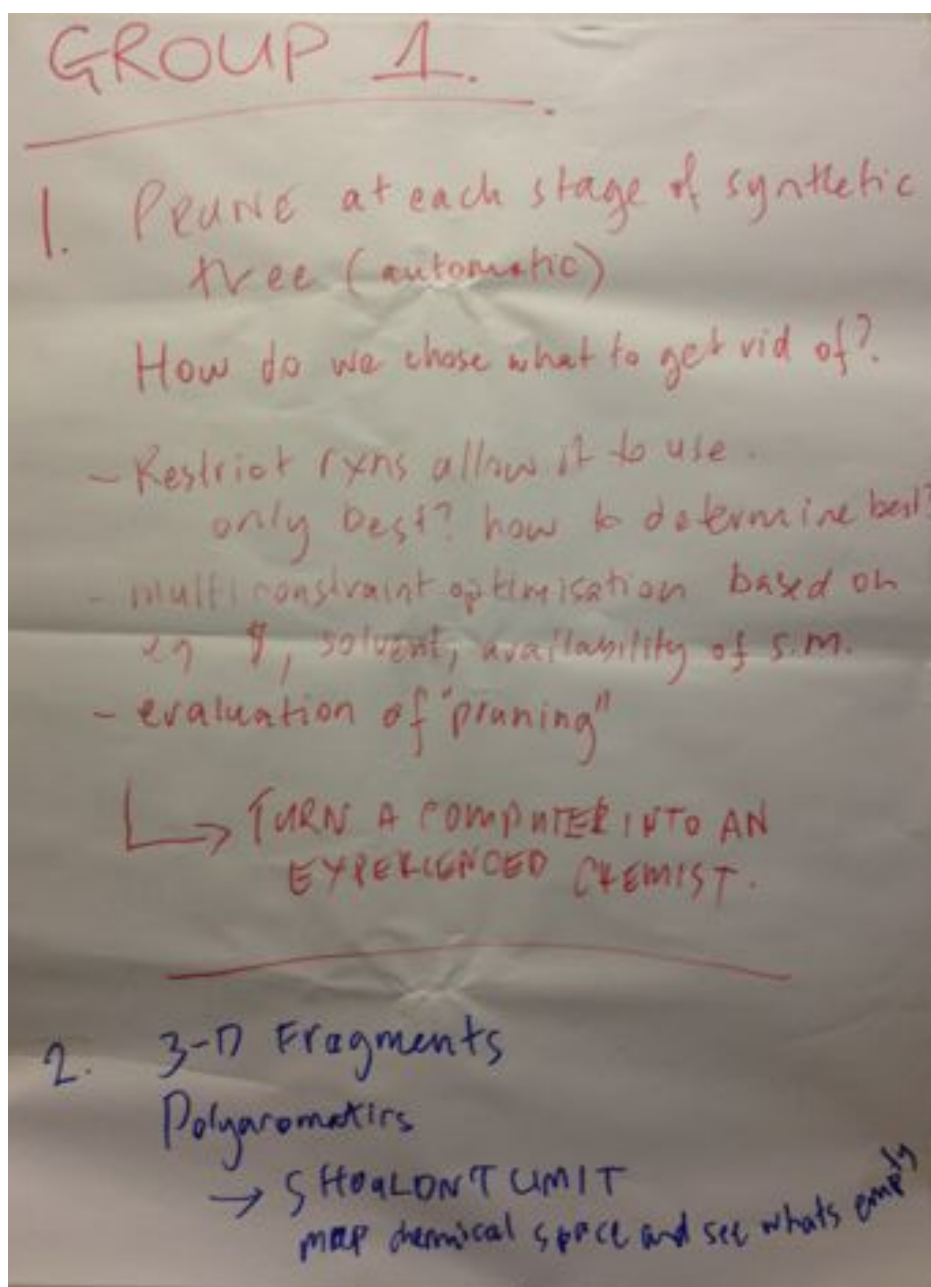 GROUP 1.
1. PRUNE at each stage of synthetic
tree (automatic)
How do we chose what to get rid of?
- Restrict rxns allow it to use.
only best? how to determine best?
- multi constraint optimisation based on
eg $, solvent, availability of s.m.
- evaluation of "pruning"
↳ TURN A COMPUTER INTO AN
EXPERIENCED CHEMIST.
2. 3-D Fragments
Polyaromatics
→ SHOULDNT LIMIT
map chemical space and see whats empty